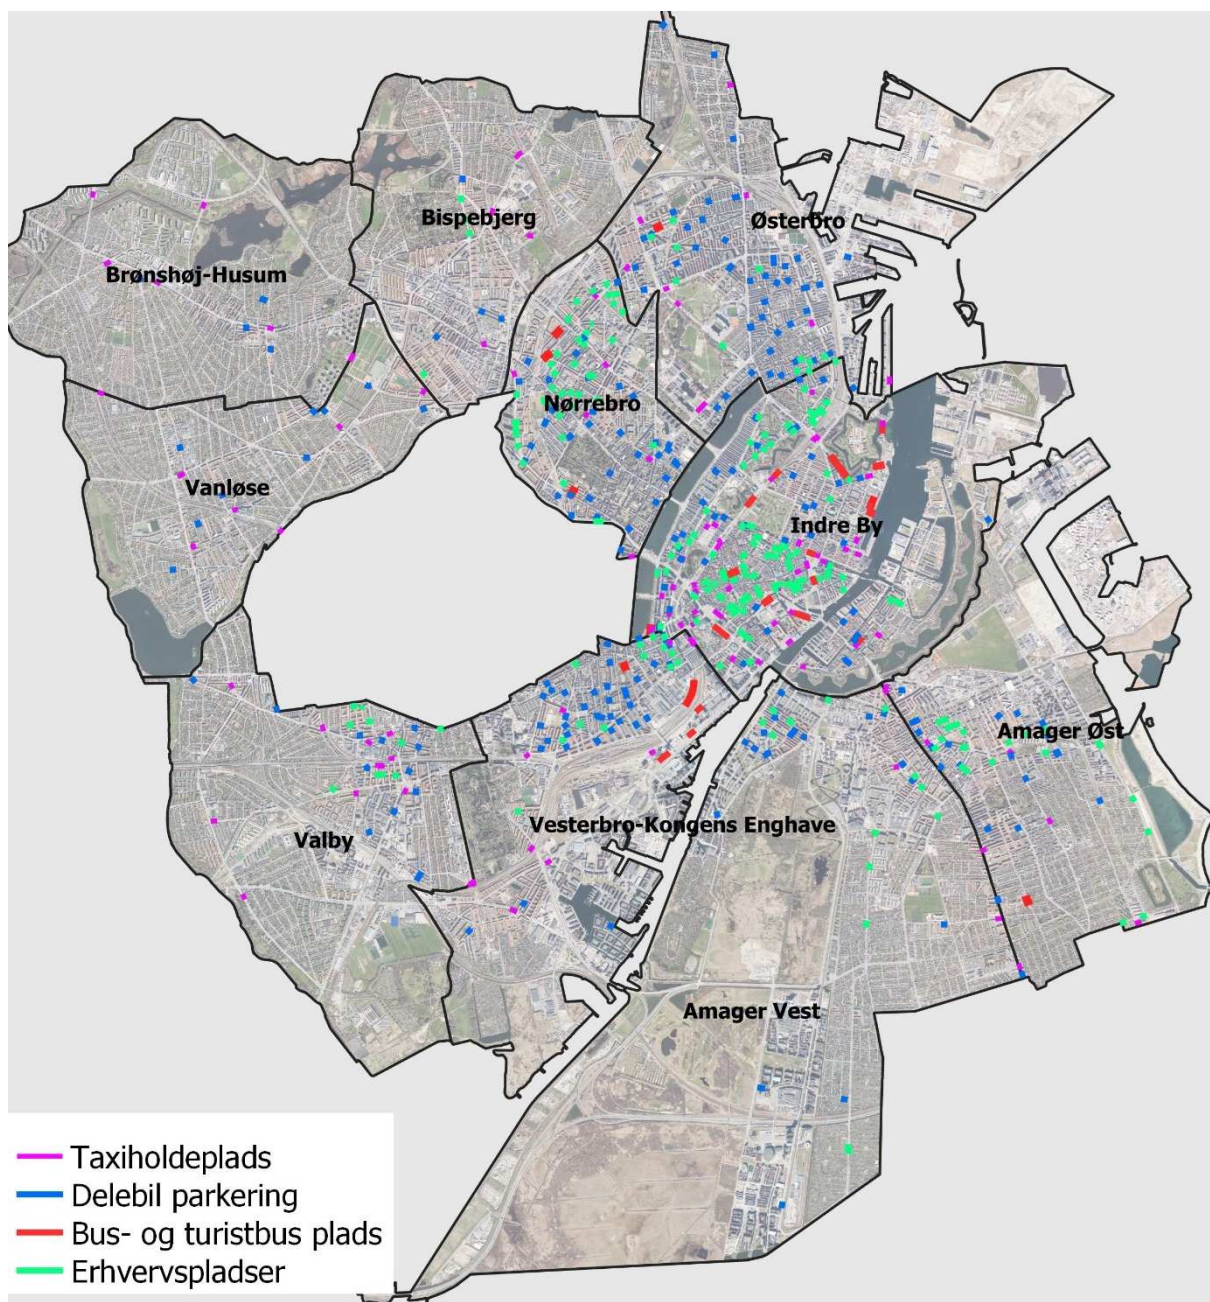 Bispebjerg
Østerbro
Brønshøj-Husum
Nørrebro
Vanløse
Indre By
Amager Øst
Vesterbro-Kongens Enghave
Valby
Amager Vest
Taxiholdeplads
Delebil parkering
Bus- og turistbus plads
Erhvervspladser